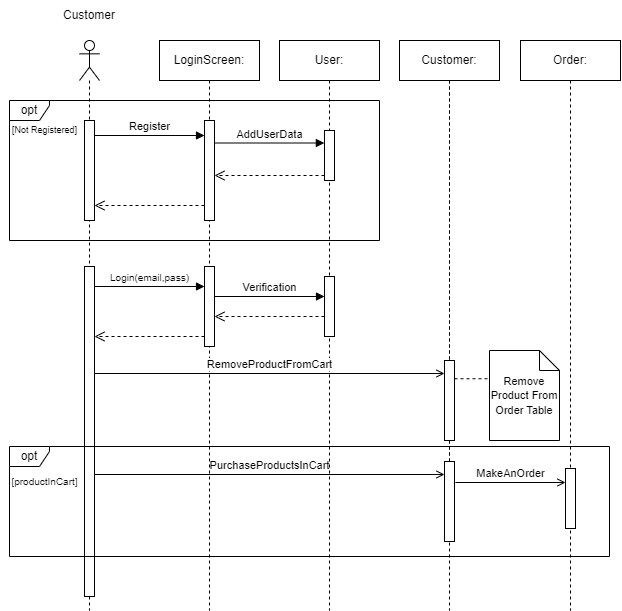 Customer
LoginScreen:
User:
Customer:
Order:
opt
[Not Registered]
Register
AddUserData
Login(email,pass)
Verification
RemoveProductFromCart
Remove
Product From
Order Table
opt
[productInCart]
PurchaseProductsInCart
MakeAnOrder